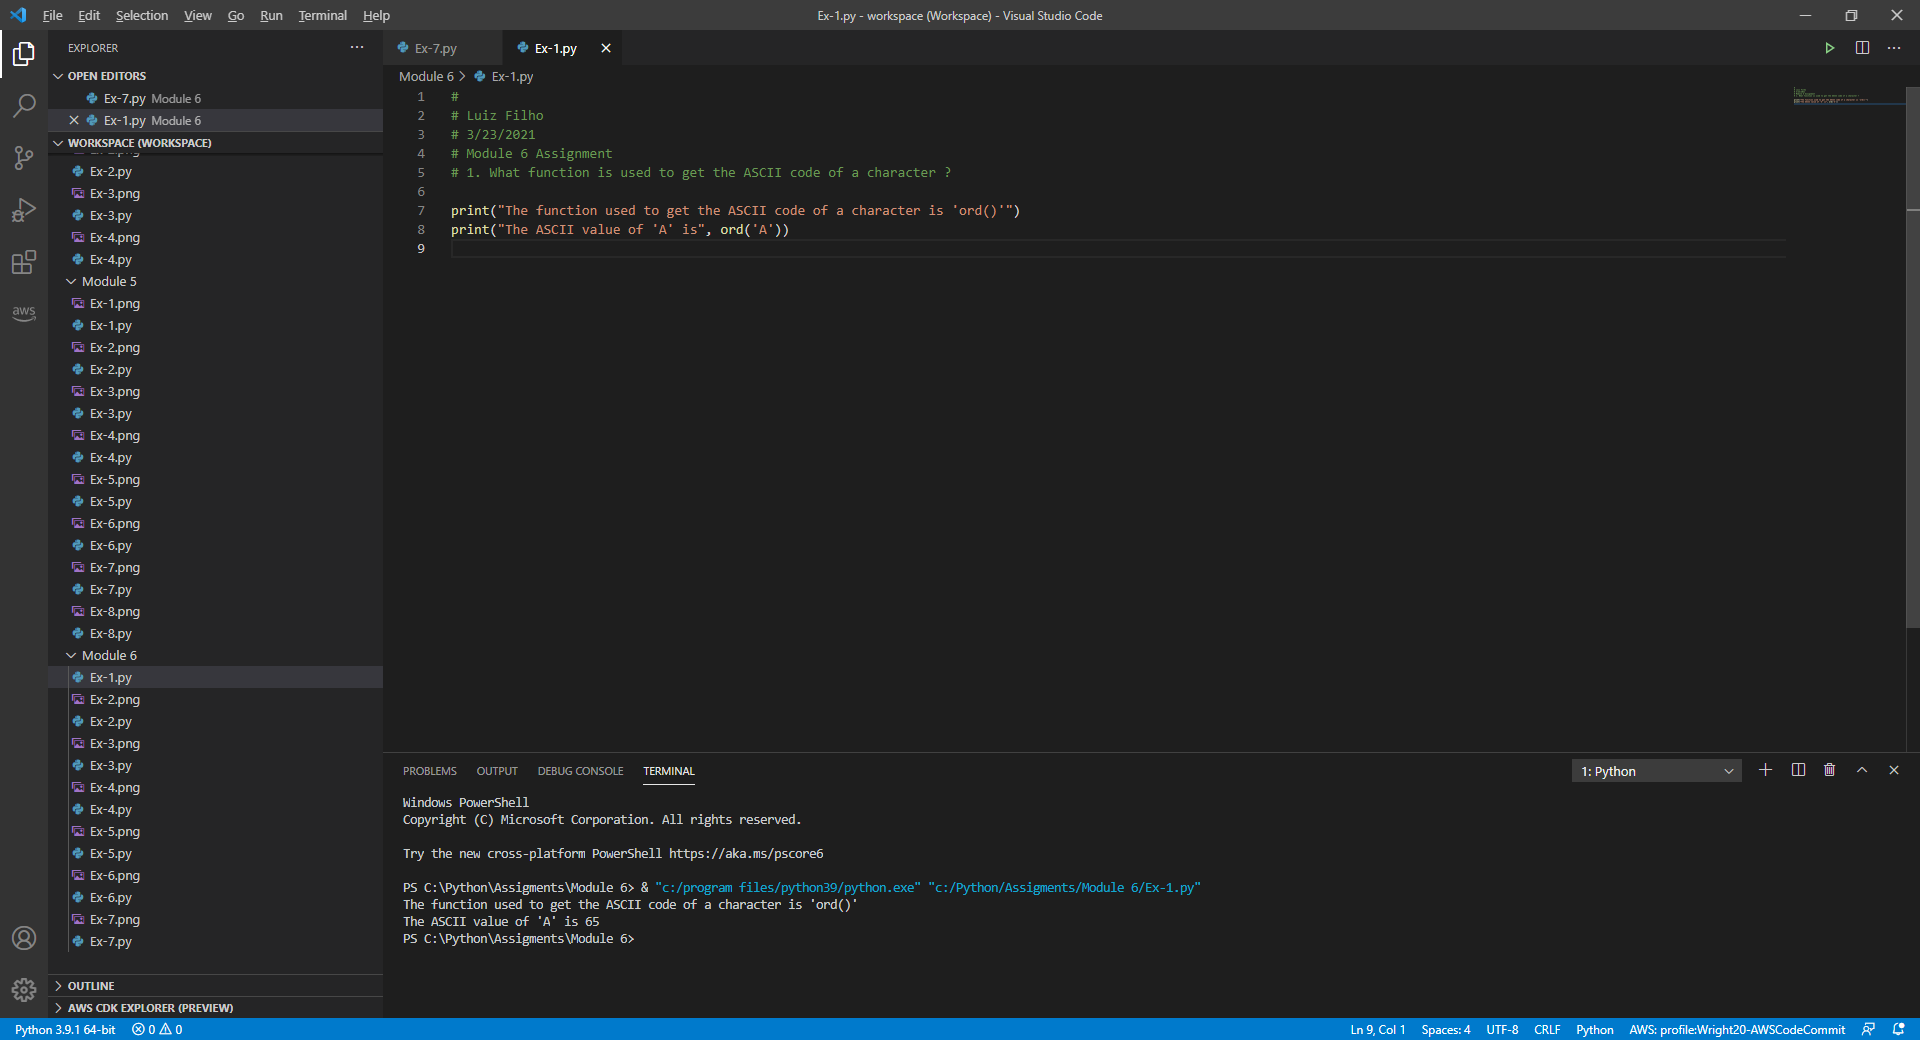 File Edit Selection View Go Run Terminal Help
Ex-1.py - workspace (Workspace) - Visual Studio Code
EXPLORER
OPEN EDITORS
Ex-7.py Module 6
Ex-1.py Module 6
WORKSPACE (WORKSPACE)
Ex-2.py
Ex-3.png
Ex-3.py
Ex-4.png
Ex-4.py
Module 5
Ex-1.png
Ex-1.py
Ex-2.png
Ex-2.py
Ex-3.png
Ex-3.py
Ex-4.png
Ex-4.py
Ex-5.png
Ex-5.py
Ex-6.png
Ex-6.py
Ex-7.png
Ex-7.py
Ex-8.png
Ex-8.py
Module 6
Ex-1.py
Ex-2.png
Ex-2.py
Ex-3.png
Ex-3.py
Ex-4.png
Ex-4.py
Ex-5.png
Ex-5.py
Ex-6.png
Ex-6.py
Ex-7.png
Ex-7.py
OUTLINE
AWS CDK EXPLORER (PREVIEW)
aws
Ex-7.py Ex-1.py
Module 6 > Ex-1.py
1 #
2 # Luiz Filho
3 # 3/23/2021
4 # Module 6 Assignment
5 # 1. What function is used to get the ASCII code of a character ?
6
7 print("The function used to get the ASCII code of a character is 'ord()'")
8 print("The ASCII value of 'A' is", ord('A'))
9
PROBLEMS OUTPUT DEBUG CONSOLE TERMINAL
1: Python
Windows PowerShell
Copyright (C) Microsoft Corporation. All rights reserved.
Try the new cross-platform PowerShell https://aka.ms/pscore6
PS C:\Python\Assigments\Module 6> & "c:/program files/python39/python.exe" "c:/Python/Assigments/Module 6/Ex-1.py"
The function used to get the ASCII code of a character is 'ord()'
The ASCII value of 'A' is 65
PS C:\Python\Assigments\Module 6>
Python 3.9.1 64-bit 0 0
Ln 9, Col 1 Spaces: 4 UTF-8 CRLF Python AWS: profile:Wright20-AWSCodeCommit